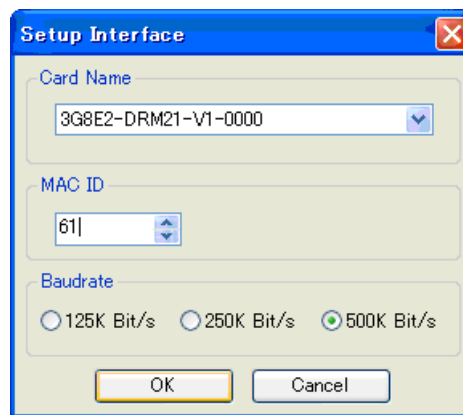 Setup Interface
Card Name
3G8E2-DRM21-V1-0000
MAC ID
61
Baudrate
125K Bit/s 250K Bit/s 500K Bit/s
OK Cancel